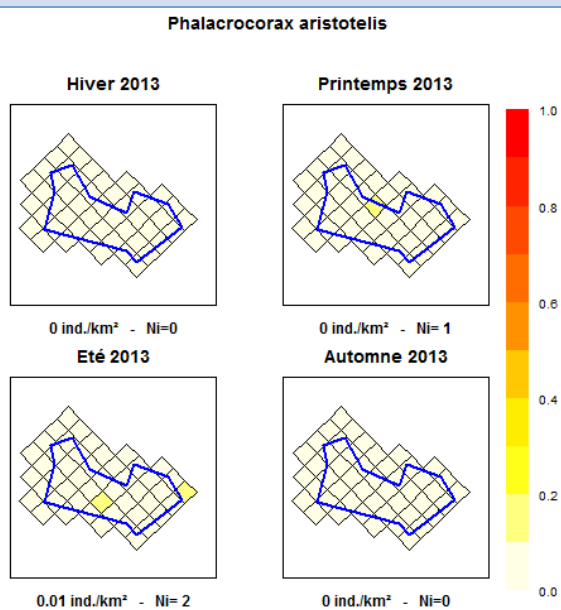 Phalacrocorax aristotelis
Hiver 2013
Printemps 2013
0 ind./km² - Ni=0
0 ind./km² - Ni= 1
Eté 2013
Automne 2013
0.01 ind./km² - Ni= 2
0 ind./km² - Ni=0
1.0
0.8
0.6
0.4
0.2
0.0